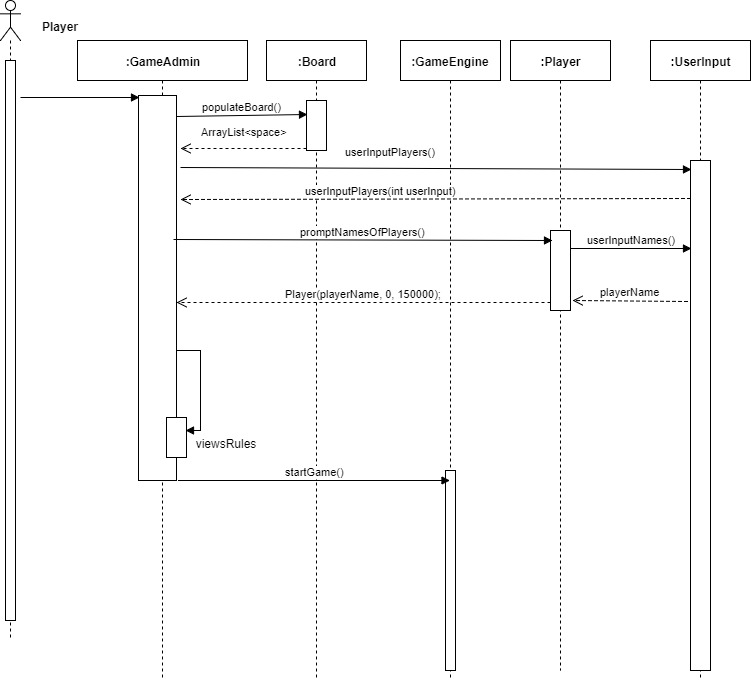 Player
:GameAdmin
:Board
:GameEngine
:Player
:UserInput
populateBoard()
ArrayList<space>
userInputPlayers()
userInputPlayers(int userInput)
promptNamesOfPlayers()
userInputNames()
Player(playerName, 0, 150000);
playerName
viewsRules
startGame()